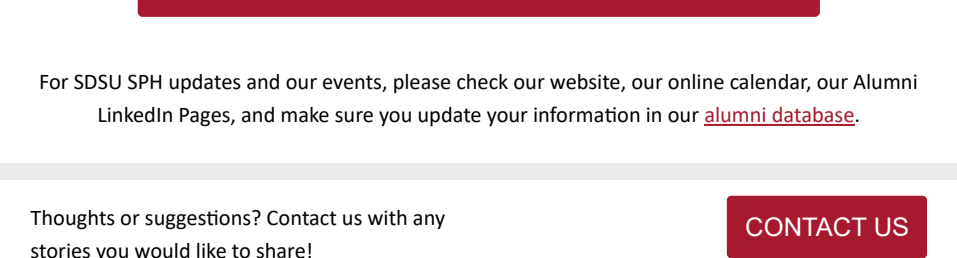 For SDSU SPH updates and our events, please check our website, our online calendar, our Alumni
LinkedIn Pages, and make sure you update your information in our alumni database.
Thoughts or suggestions? Contact us with any
stories you would like to share!
CONTACT US